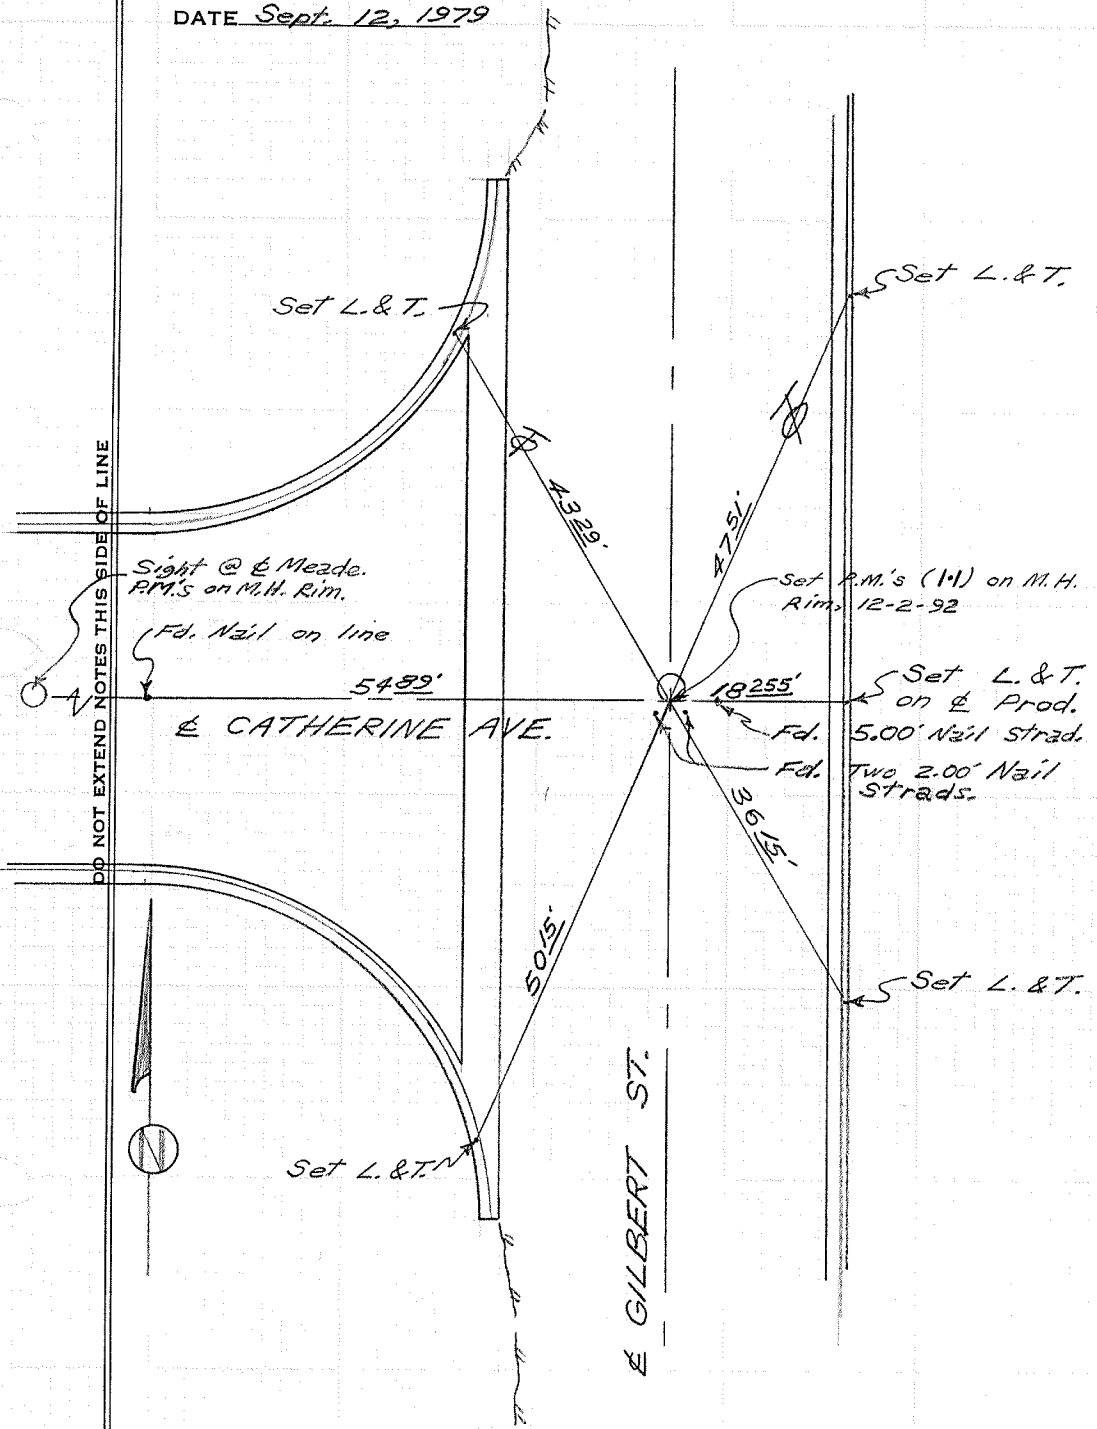 DATE Sept. 12, 1979
Set L.&T.
Set L.&T.
43 29'
47 51'
DO NOT EXTEND NOTES THIS SIDE OF LINE
Sight @ ℄ Meade.
P.M.'s on M.H. Rim.
Set P.M.'s (1•1) on M.H.
Rim, 12-2-92
Fd. Nail on line
54 89'
18 255'
Set L.&T.
on ℄ Prod.
℄ CATHERINE AVE.
Fd. 5.00' Nail Strad.
Fd. Two 2.00' Nail
Strads.
36 15'
50 15'
Set L.&T.
Set L.&T.
N
℄ GILBERT ST.